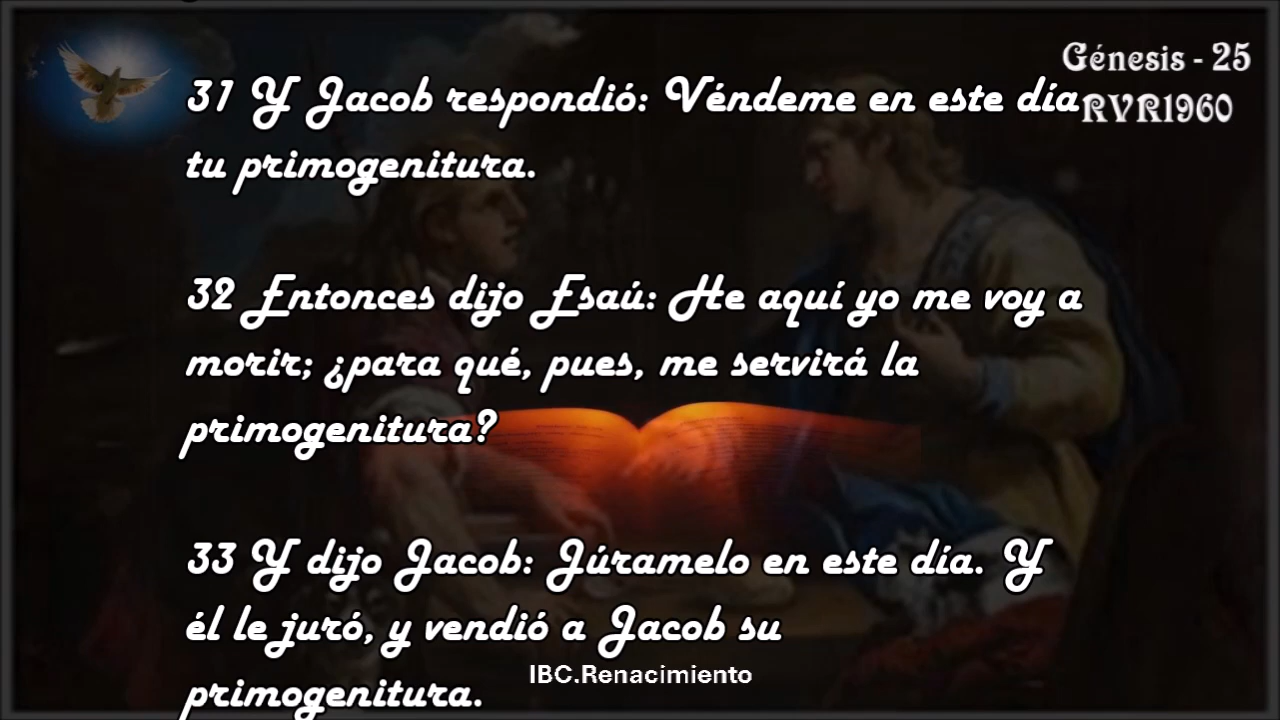 Génesis - 25
RVR1960
31 Y Jacob respondió: Véndeme en este día
tu primogenitura.
32 Entonces dijo Esaú: He aquí yo me voy a
morir; ¿para qué, pues, me servirá la
primogenitura?
33 Y dijo Jacob: Júramelo en este día. Y
él le juró, y vendió a Jacob su
primogenitura.
IBC.Renacimiento